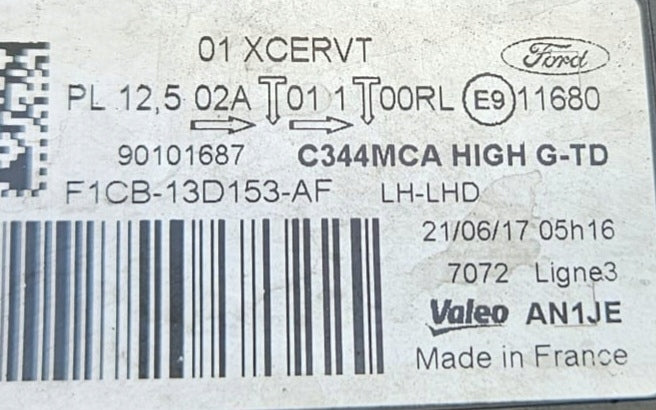 01 XCERVT
Ford
PL 12,5 02A 01 1 00RL E9 11680
90101687 C344MCA HIGH G-TD
F1CB-13D153-AF LH-LHD
21/06/17 05h16
7072 Ligne3
Valeo AN1JE
Made in France